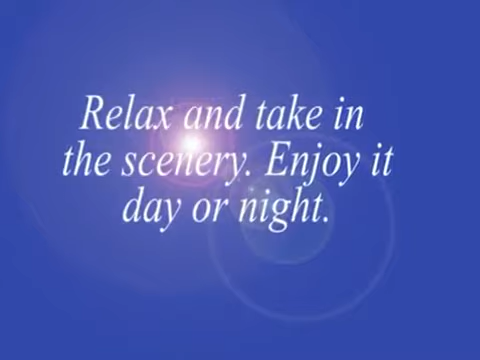 Relax and take in
the scenery. Enjoy it
day or night.